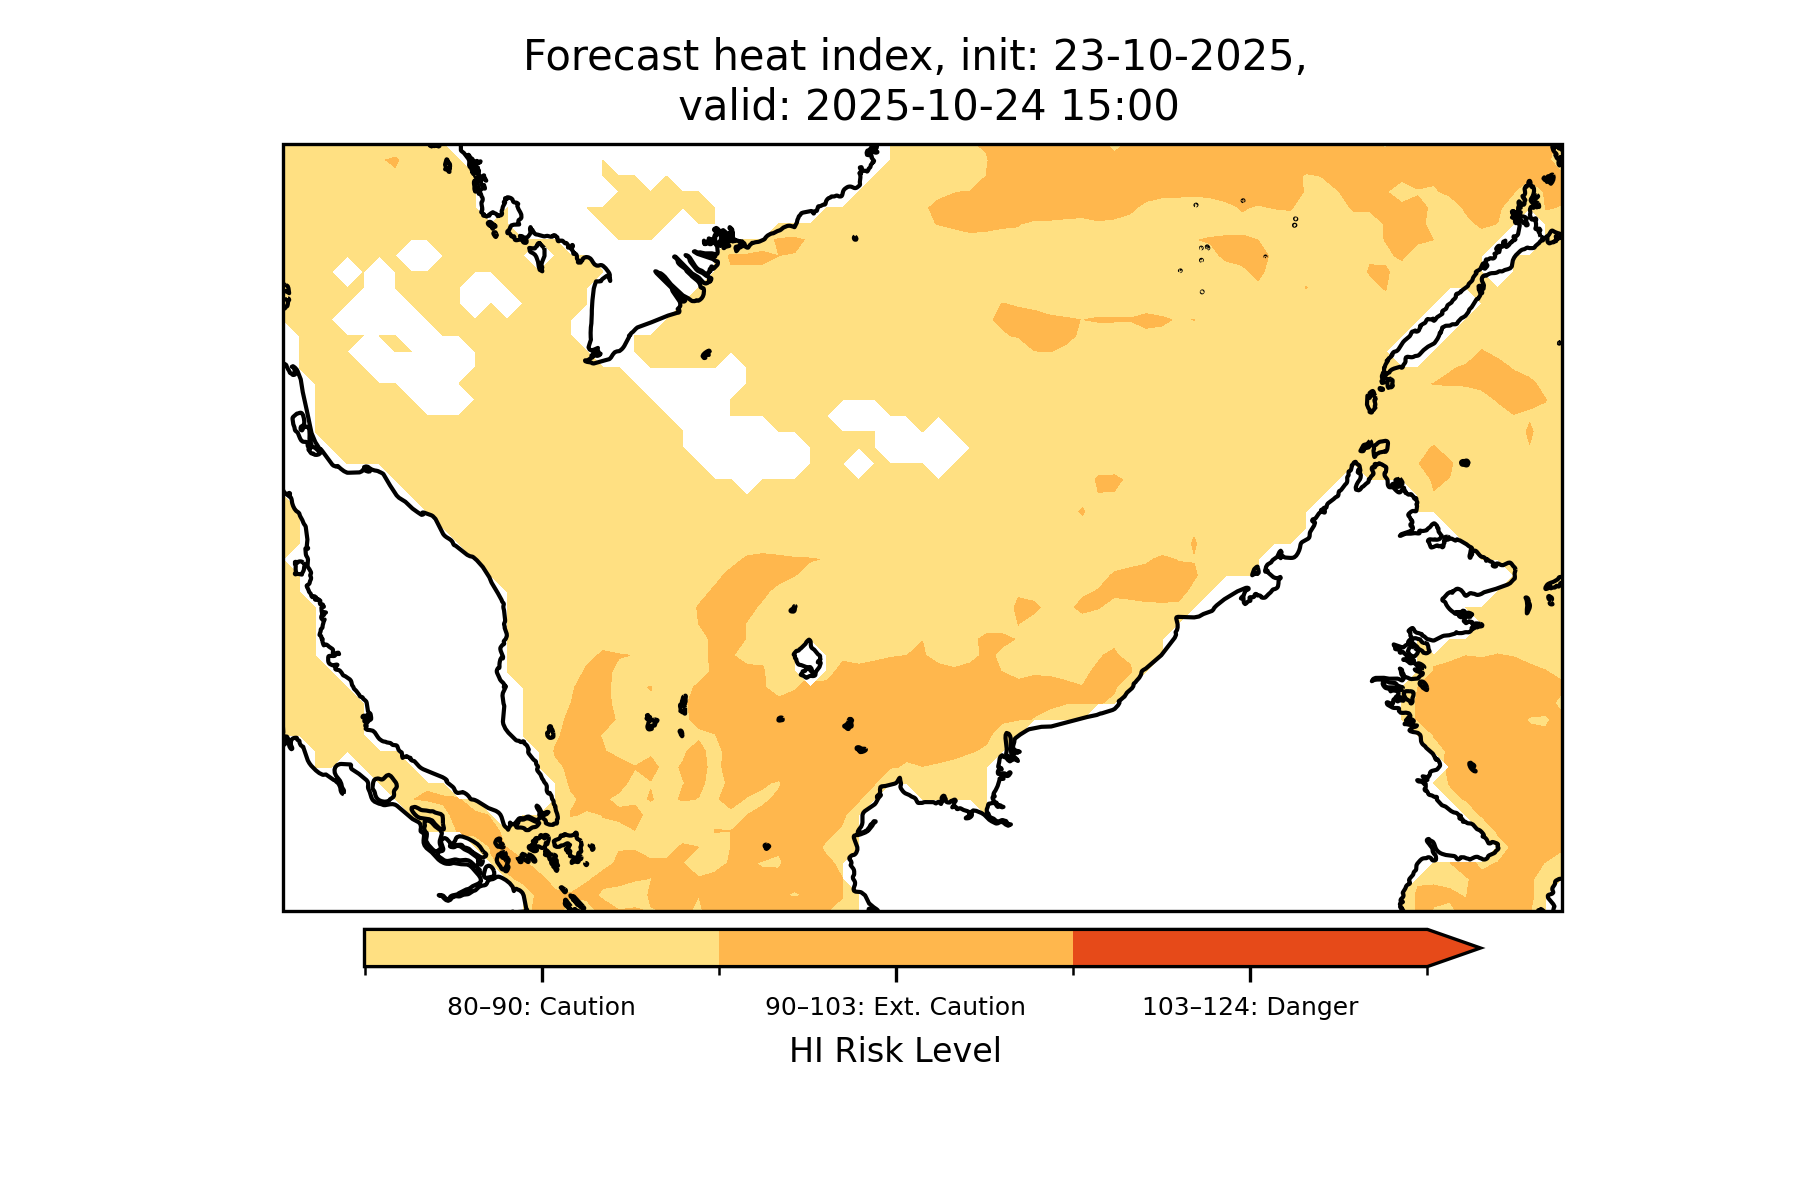 Forecast heat index, init: 23-10-2025,
valid: 2025-10-24 15:00
80–90: Caution
90–103: Ext. Caution
103–124: Danger
HI Risk Level